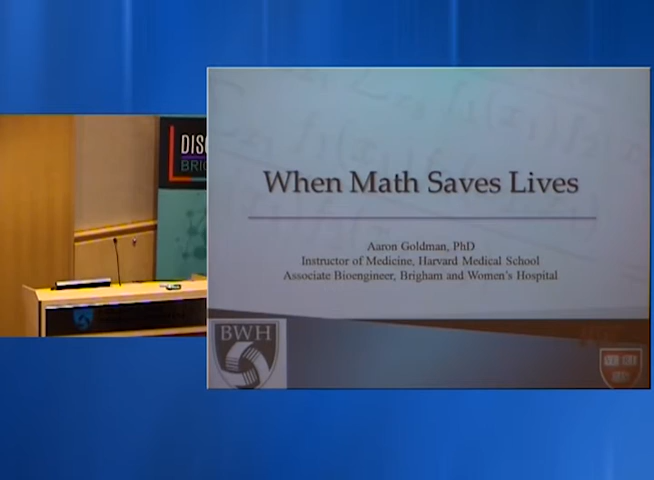 DISC
BRIG
When Math Saves Lives
Aaron Goldman, PhD
Instructor of Medicine, Harvard Medical School
Associate Bioengineer, Brigham and Women's Hospital
BWH